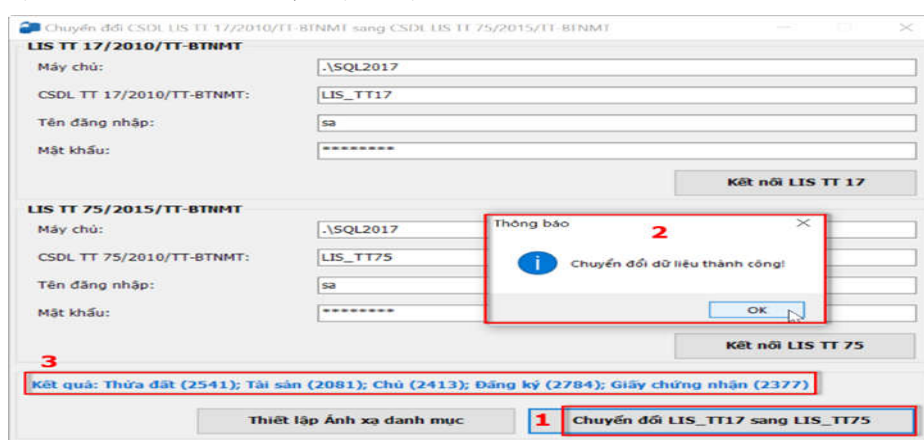 Chuyển đổi CSDL LIS TT 17/2010/TT-BTNMT sang CSDL LIS TT 75/2015/TT-BTNMT
LIS TT 17/2010/TT-BTNMT
Máy chủ: .\SQL2017
CSDL TT 17/2010/TT-BTNMT: LIS_TT17
Tên đăng nhập: sa
Mật khẩu: ********
Kết nối LIS TT 17
LIS TT 75/2015/TT-BTNMT
Máy chủ: .\SQL2017
CSDL TT 75/2010/TT-BTNMT: LIS_TT75
Tên đăng nhập: sa
Mật khẩu: ********
Thông báo
2
Chuyển đổi dữ liệu thành công!
OK
Kết nối LIS TT 75
3
Kết quả: Thửa đất (2541); Tài sản (2081); Chủ (2413); Đăng ký (2784); Giấy chứng nhận (2377)
Thiết lập Ánh xạ danh mục
1 Chuyển đổi LIS_TT17 sang LIS_TT75